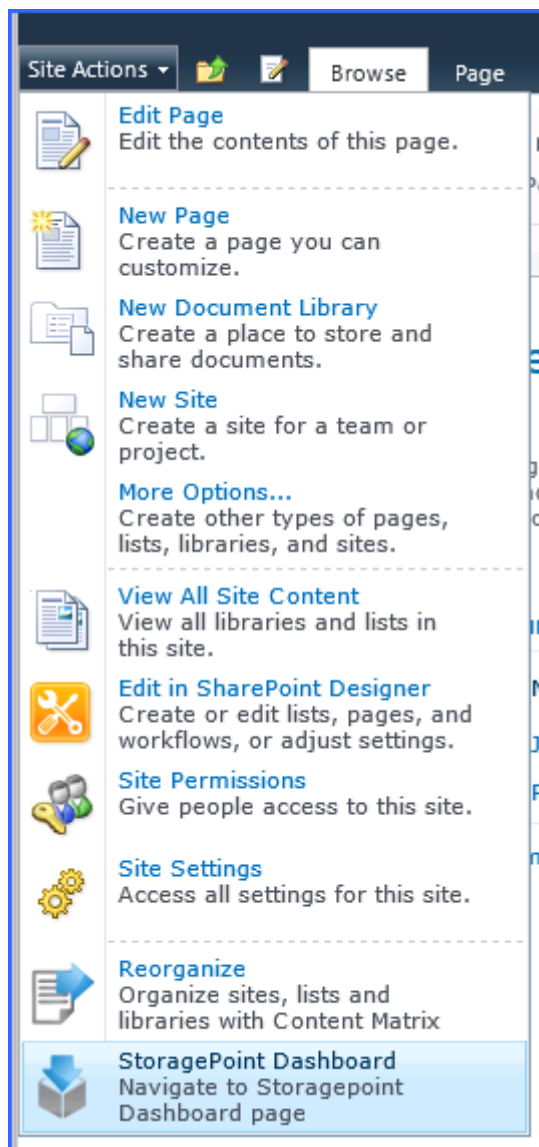 Site Actions Browse Page
Edit Page
Edit the contents of this page.
New Page
Create a page you can
customize.
New Document Library
Create a place to store and
share documents.
New Site
Create a site for a team or
project.
More Options...
Create other types of pages,
lists, libraries, and sites.
View All Site Content
View all libraries and lists in
this site.
Edit in SharePoint Designer
Create or edit lists, pages, and
workflows, or adjust settings.
Site Permissions
Give people access to this site.
Site Settings
Access all settings for this site.
Reorganize
Organize sites, lists and
libraries with Content Matrix
StoragePoint Dashboard
Navigate to Storagepoint
Dashboard page